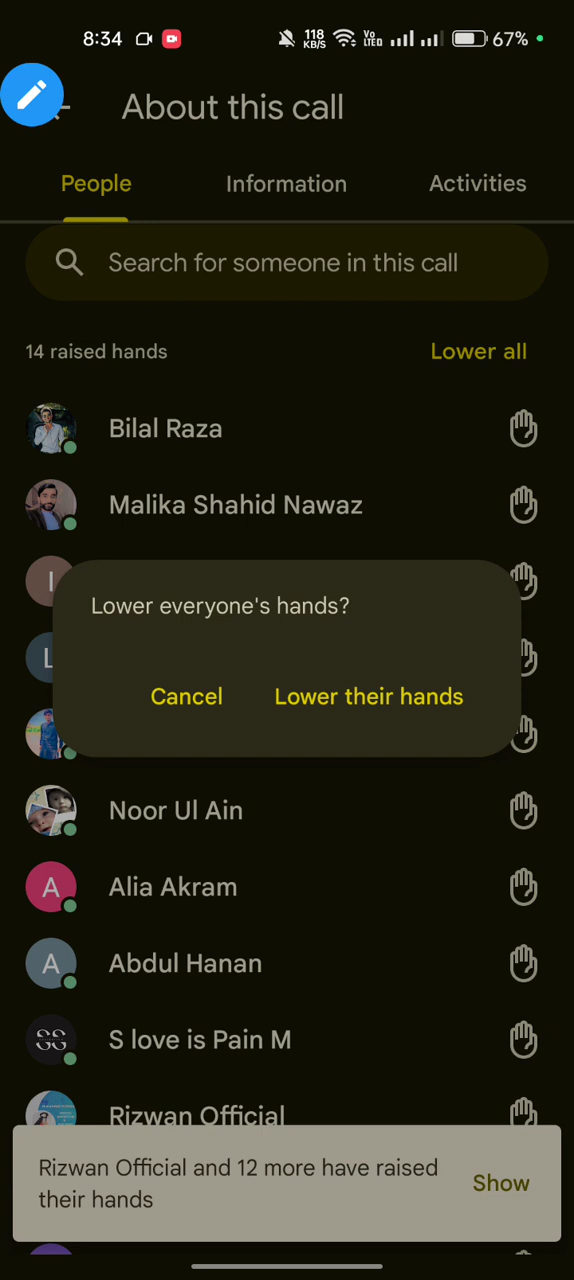 8:34
118
KB/S
Vo
LTE
67%
About this call
People
Information
Activities
Search for someone in this call
14 raised hands
Lower all
Bilal Raza
Malika Shahid Nawaz
I
L
Lower everyone's hands?
Cancel
Lower their hands
Noor Ul Ain
A
Alia Akram
A
Abdul Hanan
S love is Pain M
Rizwan Official
Rizwan Official and 12 more have raised
their hands
Show